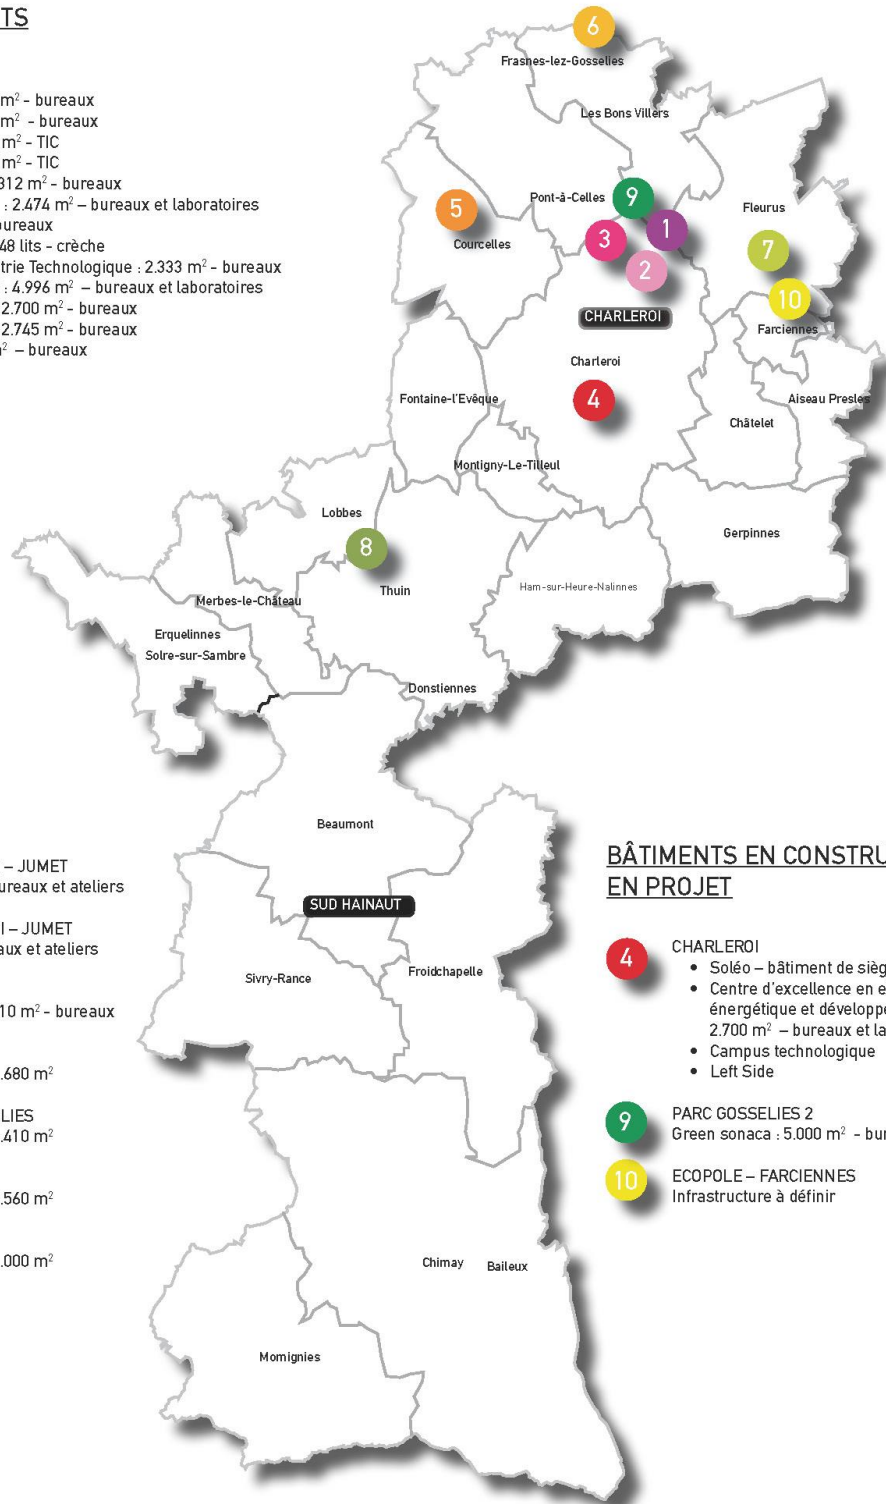 TS
m² - bureaux
m² - bureaux
m² - TIC
m² - TIC
312 m² - bureaux
: 2.474 m² – bureaux et laboratoires
bureaux
48 lits - crèche
trie Technologique : 2.333 m² - bureaux
: 4.996 m² – bureaux et laboratoires
2.700 m² - bureaux
2.745 m² - bureaux
m² – bureaux
6
Frasnes-lez-Gosselies
Les Bons Villers
Pont-à-Celles
9
Fleurus
5
Courcelles
3
1
2
7
10
CHARLEROI
Farciennes
Charleroi
4
Fontaine-l'Evêque
Aiseau Presles
Châtelet
Montigny-Le-Tilleul
Lobbes
Gerpinnes
8
Thuin
Ham-sur-Heure-Nalinnes
Merbes-le-Château
Erquelinnes
Solre-sur-Sambre
Donstiennes
Beaumont
SUD HAINAUT
Sivry-Rance
Froidchapelle
Chimay
Baileux
Momignies
– JUMET
ureaux et ateliers
I – JUMET
aux et ateliers
10 m² - bureaux
.680 m²
LIES
.410 m²
.560 m²
.000 m²
BÂTIMENTS EN CONSTRU
EN PROJET
4
CHARLEROI
• Soléo – bâtiment de sièg
• Centre d'excellence en e
énergétique et développe
2.700 m² – bureaux et la
• Campus technologique
• Left Side
9
PARC GOSSELIES 2
Green sonaca : 5.000 m² - bur
10
ECOPOLE – FARCIENNES
Infrastructure à définir